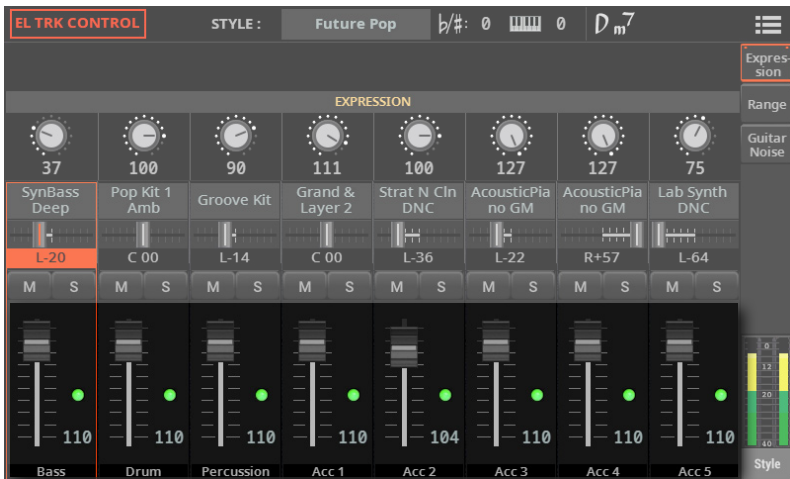 EL TRK CONTROL STYLE : Future Pop ♭/♯: 0 0 Dm7
Expres-
sion
EXPRESSION
Range
Guitar
Noise
37 100 90 111 100 127 127 75
SynBass Deep Pop Kit 1 Amb Groove Kit Grand & Layer 2 Strat N Cln DNC AcousticPia no GM AcousticPia no GM Lab Synth DNC
L-20 C 00 L-14 C 00 L-36 L-22 R+57 L-64
M S M S M S M S M S M S M S M S
0
12
20
40
110 110 110 110 104 110 110 110
Bass Drum Percussion Acc 1 Acc 2 Acc 3 Acc 4 Acc 5
Style